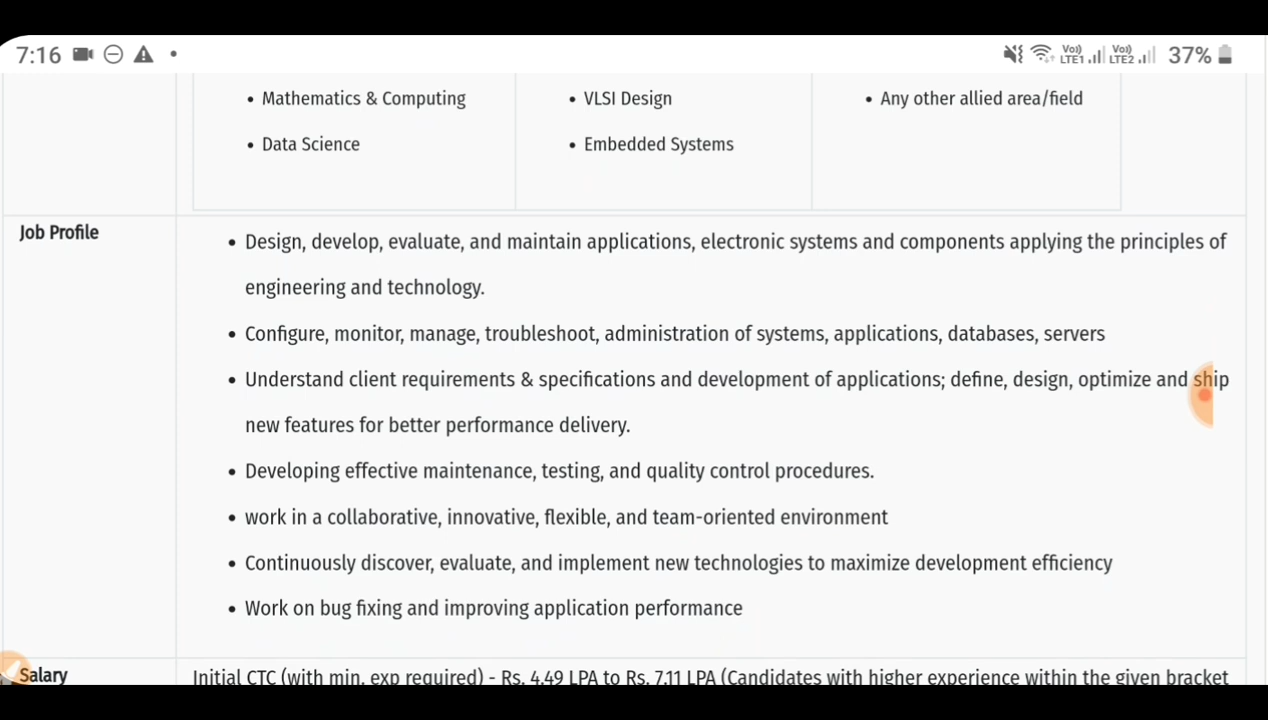 7:16
Vo) LTE1 Vo) LTE2 37%
• Mathematics & Computing
• VLSI Design
• Any other allied area/field
• Data Science
• Embedded Systems
Job Profile
• Design, develop, evaluate, and maintain applications, electronic systems and components applying the principles of
engineering and technology.
• Configure, monitor, manage, troubleshoot, administration of systems, applications, databases, servers
• Understand client requirements & specifications and development of applications; define, design, optimize and ship
new features for better performance delivery.
• Developing effective maintenance, testing, and quality control procedures.
• work in a collaborative, innovative, flexible, and team-oriented environment
• Continuously discover, evaluate, and implement new technologies to maximize development efficiency
• Work on bug fixing and improving application performance
Salary
Initial CTC (with min. exp required) - Rs. 4.49 LPA to Rs. 7.11 LPA (Candidates with higher experience within the given bracket